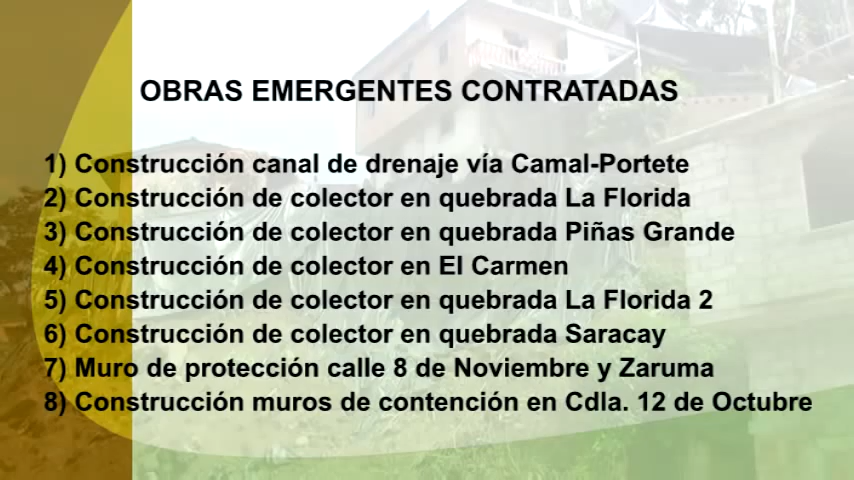 OBRAS EMERGENTES CONTRATADAS
1) Construcción canal de drenaje vía Camal-Portete
2) Construcción de colector en quebrada La Florida
3) Construcción de colector en quebrada Piñas Grande
4) Construcción de colector en El Carmen
5) Construcción de colector en quebrada La Florida 2
6) Construcción de colector en quebrada Saracay
7) Muro de protección calle 8 de Noviembre y Zaruma
8) Construcción muros de contención en Cdla. 12 de Octubre